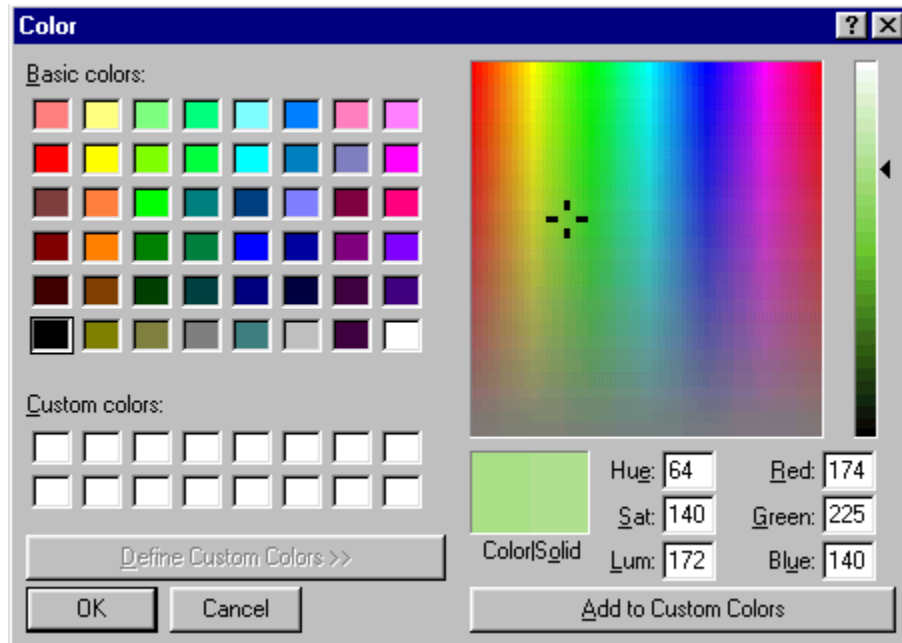 Color
Basic colors:
Custom colors:
Define Custom Colors >>
OK Cancel
Color|Solid
Hue: 64 Red: 174
Sat: 140 Green: 225
Lum: 172 Blue: 140
Add to Custom Colors